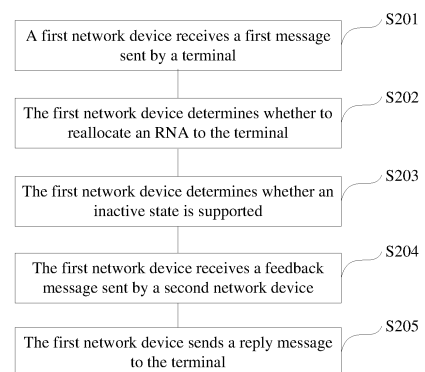 S201
A first network device receives a first message
sent by a terminal
S202
The first network device determines whether to
reallocate an RNA to the terminal
S203
The first network device determines whether an
inactive state is supported
S204
The first network device receives a feedback
message sent by a second network device
S205
The first network device sends a reply message
to the terminal